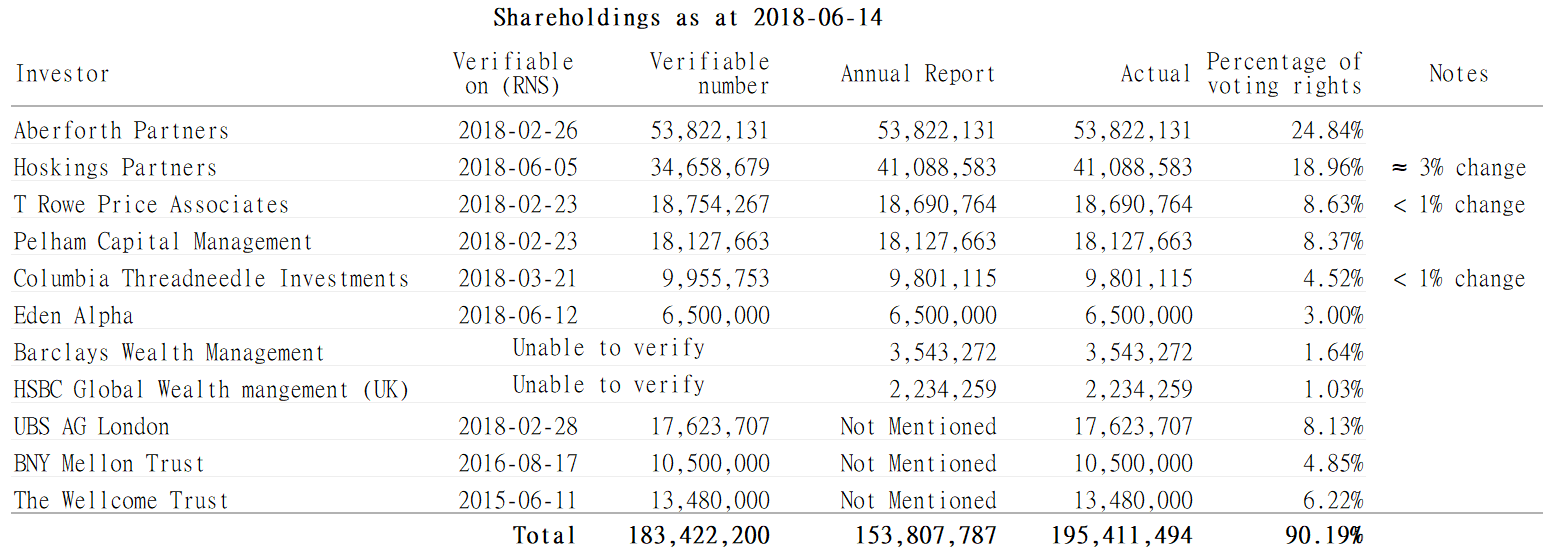 Shareholdings as at 2018-06-14
Investor Verifiable on (RNS) Verifiable number Annual Report Actual Percentage of voting rights Notes
Aberforth Partners 2018-02-26 53,822,131 53,822,131 53,822,131 24.84%
Hoskings Partners 2018-06-05 34,658,679 41,088,583 41,088,583 18.96% ≈ 3% change
T Rowe Price Associates 2018-02-23 18,754,267 18,690,764 18,690,764 8.63% < 1% change
Pelham Capital Management 2018-02-23 18,127,663 18,127,663 18,127,663 8.37%
Columbia Threadneedle Investments 2018-03-21 9,955,753 9,801,115 9,801,115 4.52% < 1% change
Eden Alpha 2018-06-12 6,500,000 6,500,000 6,500,000 3.00%
Barclays Wealth Management Unable to verify 3,543,272 3,543,272 1.64%
HSBC Global Wealth mangement (UK) Unable to verify 2,234,259 2,234,259 1.03%
UBS AG London 2018-02-28 17,623,707 Not Mentioned 17,623,707 8.13%
BNY Mellon Trust 2016-08-17 10,500,000 Not Mentioned 10,500,000 4.85%
The Wellcome Trust 2015-06-11 13,480,000 Not Mentioned 13,480,000 6.22%
Total 183,422,200 153,807,787 195,411,494 90.19%